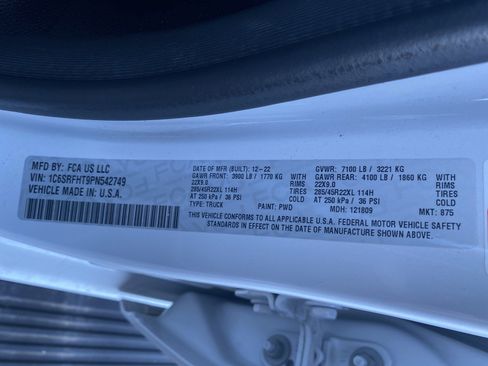 MFD BY: FCA US LLC
VIN: 1C6SRFHT9PN542749
VEHICLE MADE IN: U.S.A.
DATE OF MFR (BUILT): 12-22 GVWR: 7100 LB / 3221 KG
GAWR FRONT: 3900 LB / 1770 KG GAWR REAR: 4100 LB / 1860 KG
22X9.0 RIMS 22X9.0 RIMS
285/45R22XL 114H TIRES 285/45R22XL 114H TIRES
AT 250 kPa / 36 PSI COLD AT 250 kPa / 36 PSI COLD
TYPE: TRUCK PAINT: PWD MDH: 121809 MKT: 875
THIS VEHICLE CONFORMS TO ALL APPLICABLE U.S.A. FEDERAL MOTOR VEHICLE SAFETY
STANDARDS IN EFFECT ON THE DATE OF MANUFACTURE SHOWN ABOVE.